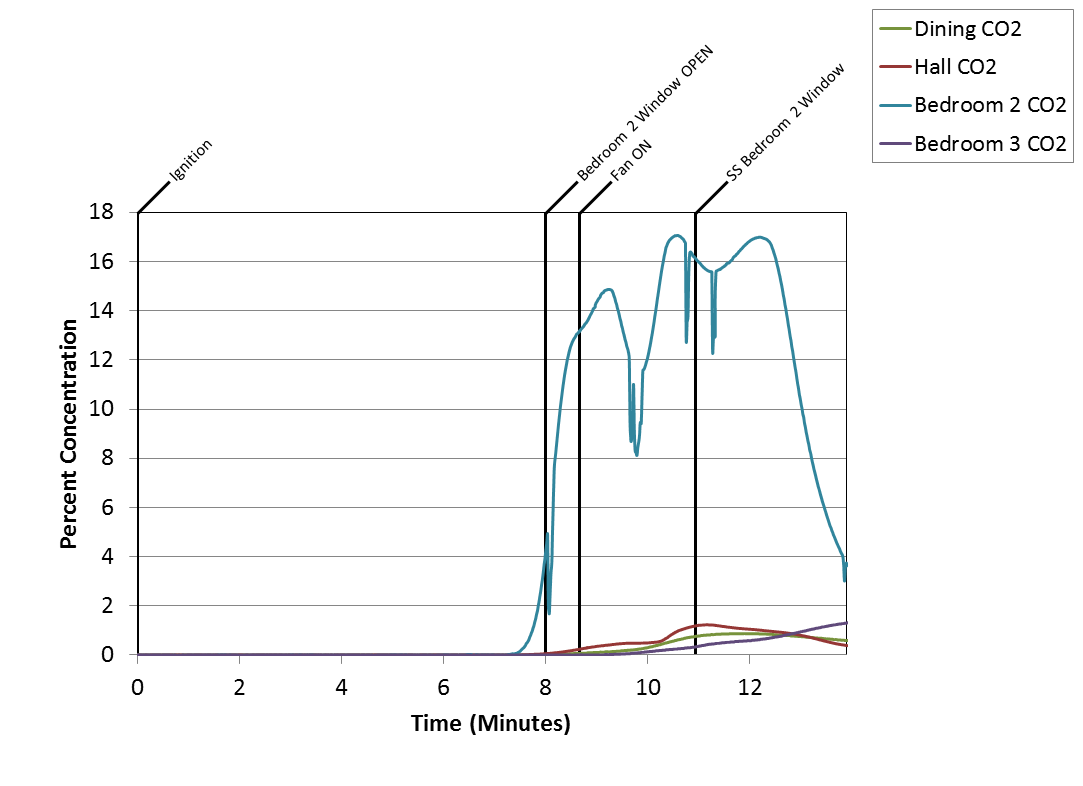 Dining CO2
Hall CO2
Bedroom 2 CO2
Bedroom 3 CO2
Ignition
Bedroom 2 Window OPEN
Fan ON
SS Bedroom 2 Window
18
16
14
12
10
8
6
4
2
0
Percent Concentration
0 2 4 6 8 10 12
Time (Minutes)